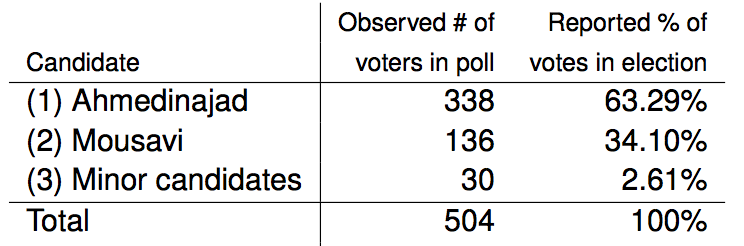 Observed # of Reported % of
Candidate voters in poll votes in election
(1) Ahmedinajad 338 63.29%
(2) Mousavi 136 34.10%
(3) Minor candidates 30 2.61%
Total 504 100%